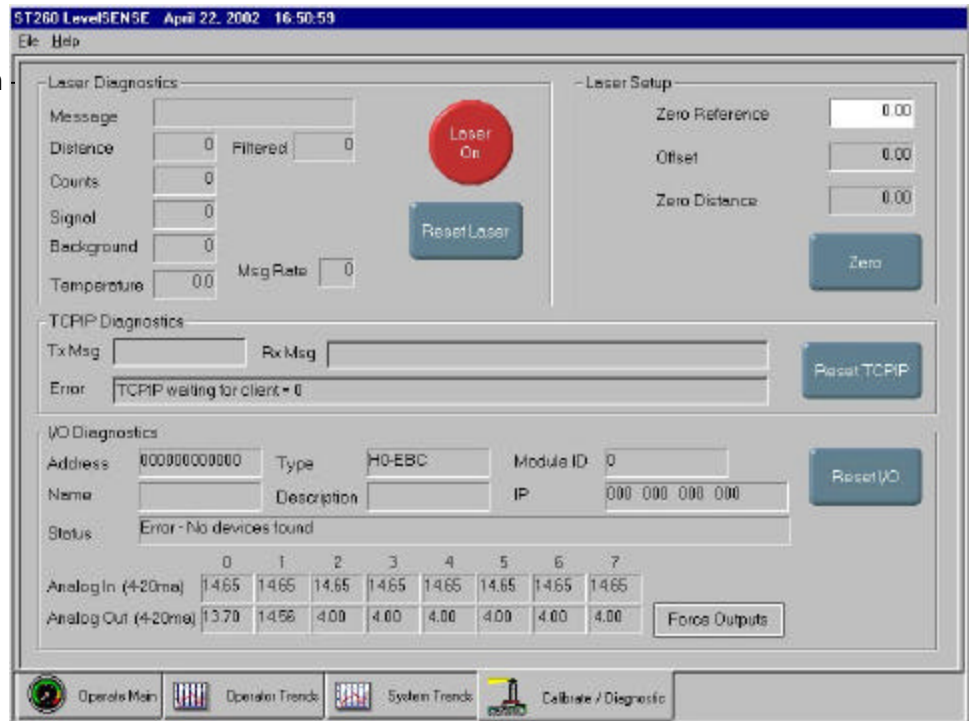 ST260 LevelSENSE April 22, 2002 16:50:59
File Help
Laser Diagnostics
Message
Distance 0 Filtered 0
Counts 0
Signal 0
Background 0
Temperature 0.0 Msg Rate 0
Laser On
Reset Laser
Laser Setup
Zero Reference 0.00
Offset 0.00
Zero Distance 0.00
Zero
TCPIP Diagnostics
Tx Msg Rx Msg
Error TCPIP waiting for client = 0
Reset TCPIP
I/O Diagnostics
Address 000000000000 Type H0-EBC Module ID 0
Name Description IP 000 000 000 000
Status Error - No devices found
Reset I/O
0 1 2 3 4 5 6 7
Analog In (4-20ma) 14.65 14.65 14.65 14.65 14.65 14.65 14.65 14.65
Analog Out (4-20ma) 13.70 14.56 4.00 4.00 4.00 4.00 4.00 4.00
Force Outputs
Operate Main Operator Trends System Trends Calibrate / Diagnostic